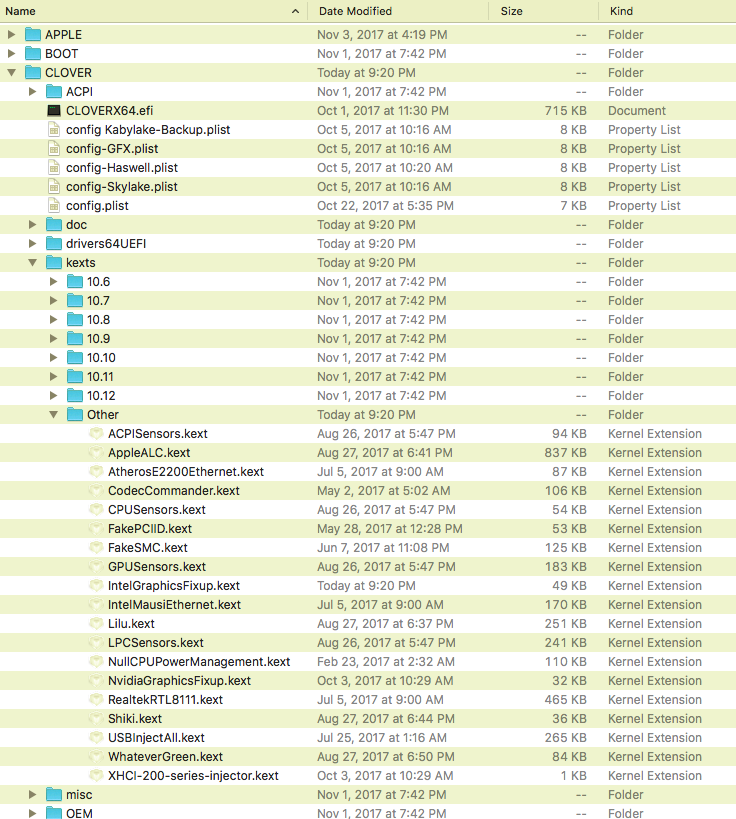 Name Date Modified Size Kind
APPLE Nov 3, 2017 at 4:19 PM -- Folder
BOOT Nov 1, 2017 at 7:42 PM -- Folder
CLOVER Today at 9:20 PM -- Folder
ACPI Nov 1, 2017 at 7:42 PM -- Folder
CLOVERX64.efi Oct 1, 2017 at 11:30 PM 715 KB Document
config Kabylake-Backup.plist Oct 5, 2017 at 10:16 AM 8 KB Property List
config-GFX.plist Oct 5, 2017 at 10:16 AM 8 KB Property List
config-Haswell.plist Oct 5, 2017 at 10:20 AM 8 KB Property List
config-Skylake.plist Oct 5, 2017 at 10:16 AM 8 KB Property List
config.plist Oct 22, 2017 at 5:35 PM 7 KB Property List
doc Today at 9:20 PM -- Folder
drivers64UEFI Today at 9:20 PM -- Folder
kexts Today at 9:20 PM -- Folder
10.6 Nov 1, 2017 at 7:42 PM -- Folder
10.7 Nov 1, 2017 at 7:42 PM -- Folder
10.8 Nov 1, 2017 at 7:42 PM -- Folder
10.9 Nov 1, 2017 at 7:42 PM -- Folder
10.10 Nov 1, 2017 at 7:42 PM -- Folder
10.11 Nov 1, 2017 at 7:42 PM -- Folder
10.12 Nov 1, 2017 at 7:42 PM -- Folder
Other Today at 9:20 PM -- Folder
ACPISensors.kext Aug 26, 2017 at 5:47 PM 94 KB Kernel Extension
AppleALC.kext Aug 27, 2017 at 6:41 PM 837 KB Kernel Extension
AtherosE2200Ethernet.kext Jul 5, 2017 at 9:00 AM 87 KB Kernel Extension
CodecCommander.kext May 2, 2017 at 5:02 AM 106 KB Kernel Extension
CPUSensors.kext Aug 26, 2017 at 5:47 PM 54 KB Kernel Extension
FakePCIID.kext May 28, 2017 at 12:28 PM 53 KB Kernel Extension
FakeSMC.kext Jun 7, 2017 at 11:08 PM 125 KB Kernel Extension
GPUSensors.kext Aug 26, 2017 at 5:47 PM 183 KB Kernel Extension
IntelGraphicsFixup.kext Today at 9:20 PM 49 KB Kernel Extension
IntelMausiEthernet.kext Jul 5, 2017 at 9:00 AM 170 KB Kernel Extension
Lilu.kext Aug 27, 2017 at 6:37 PM 251 KB Kernel Extension
LPCSensors.kext Aug 26, 2017 at 5:47 PM 241 KB Kernel Extension
NullCPUPowerManagement.kext Feb 23, 2017 at 2:32 AM 110 KB Kernel Extension
NvidiaGraphicsFixup.kext Oct 3, 2017 at 10:29 AM 32 KB Kernel Extension
RealtekRTL8111.kext Jul 5, 2017 at 9:00 AM 465 KB Kernel Extension
Shiki.kext Aug 27, 2017 at 6:44 PM 36 KB Kernel Extension
USBInjectAll.kext Jul 25, 2017 at 1:16 AM 265 KB Kernel Extension
WhateverGreen.kext Aug 27, 2017 at 6:50 PM 84 KB Kernel Extension
XHCI-200-series-injector.kext Oct 3, 2017 at 10:29 AM 1 KB Kernel Extension
misc Nov 1, 2017 at 7:42 PM -- Folder
OEM Nov 1, 2017 at 7:42 PM -- Folder